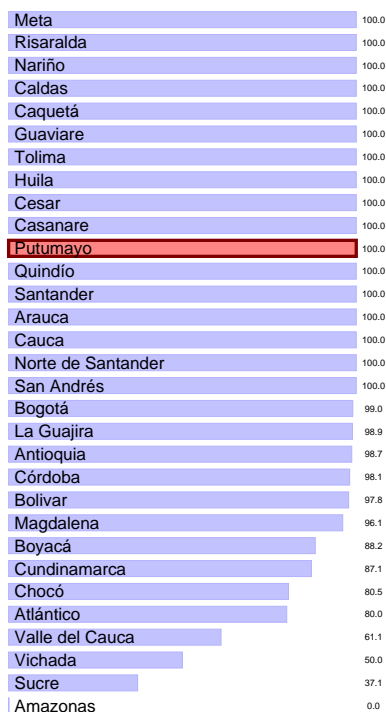 Meta 100.0
Risaralda 100.0
Nariño 100.0
Caldas 100.0
Caquetá 100.0
Guaviare 100.0
Tolima 100.0
Huila 100.0
Cesar 100.0
Casanare 100.0
Putumayo 100.0
Quindío 100.0
Santander 100.0
Arauca 100.0
Cauca 100.0
Norte de Santander 100.0
San Andrés 100.0
Bogotá 99.0
La Guajira 98.9
Antioquia 98.7
Córdoba 98.1
Bolivar 97.8
Magdalena 96.1
Boyacá 88.2
Cundinamarca 87.1
Chocó 80.5
Atlántico 80.0
Valle del Cauca 61.1
Vichada 50.0
Sucre 37.1
Amazonas 0.0